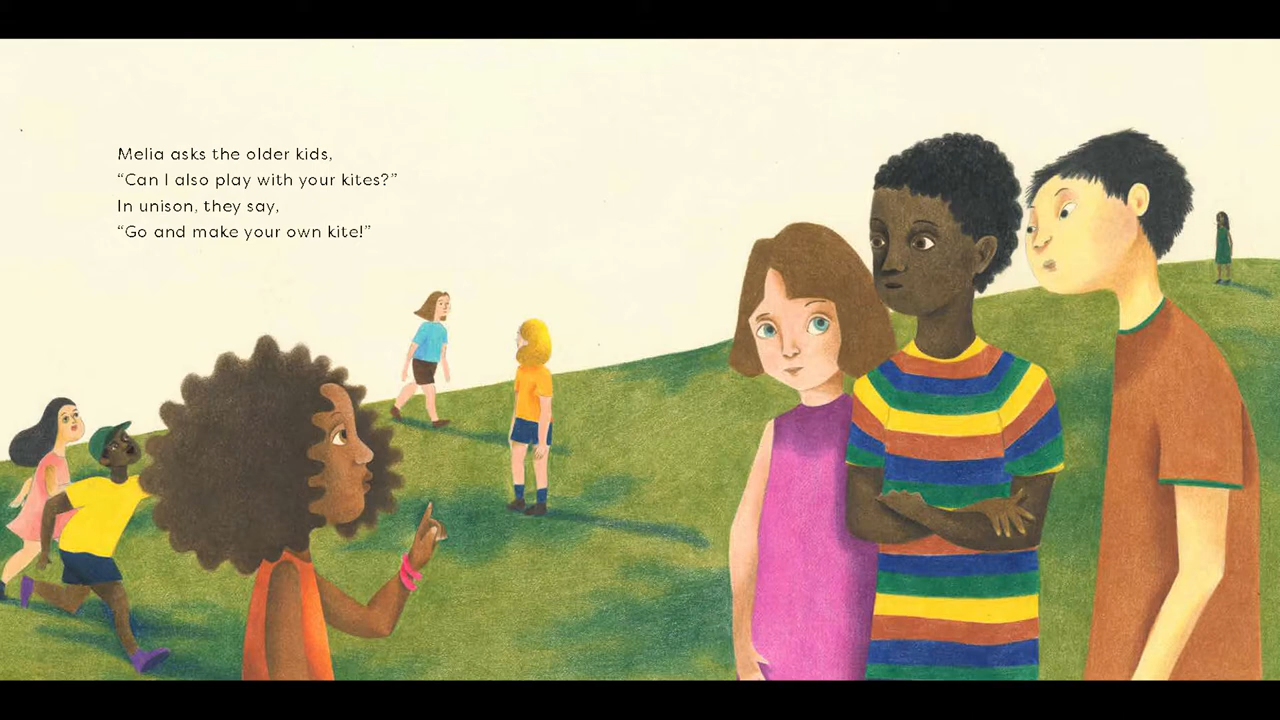 Melia asks the older kids,
“Can I also play with your kites?”
In unison, they say,
“Go and make your own kite!”